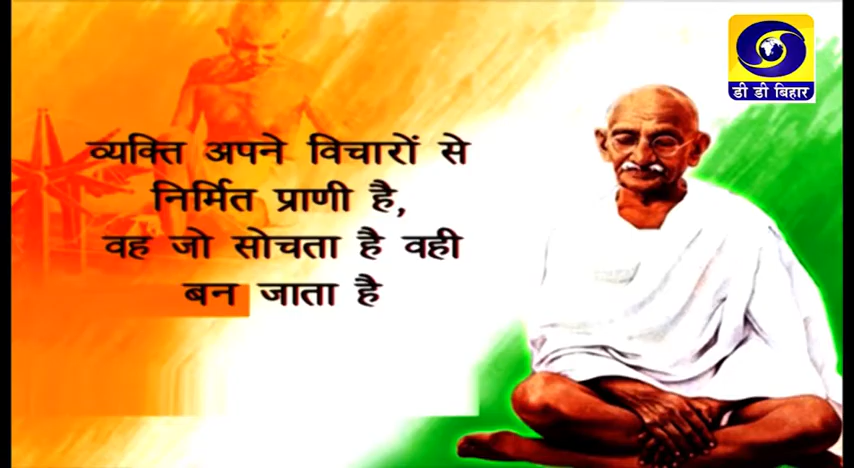 डी डी बिहार
व्यक्ति अपने विचारों से
निर्मित प्राणी है,
वह जो सोचता है वही
बन जाता है